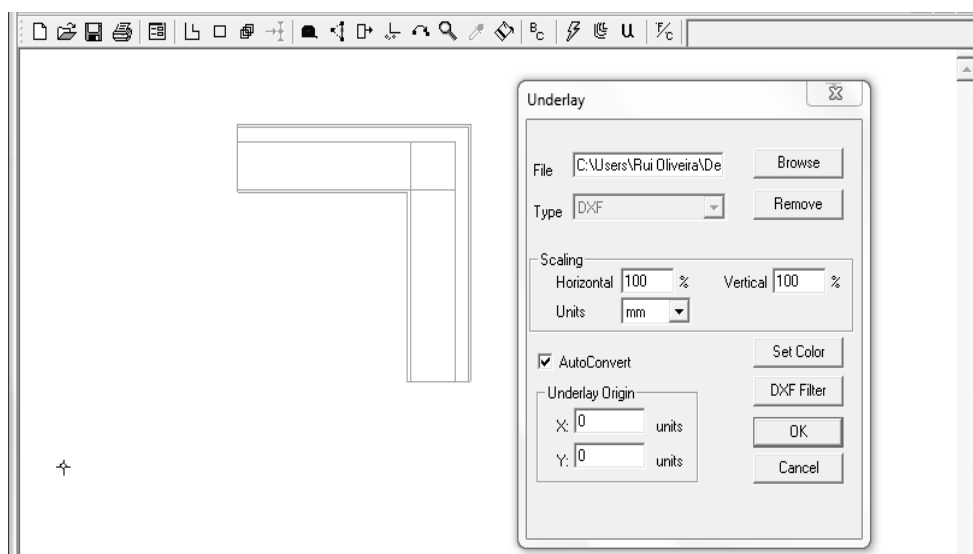 Bc U F/C
Underlay
File C:\Users\Rui Oliveira\De Browse
Type DXF Remove
Scaling
Horizontal 100 % Vertical 100 %
Units mm
AutoConvert Set Color
Underlay Origin DXF Filter
X: 0 units OK
Y: 0 units Cancel